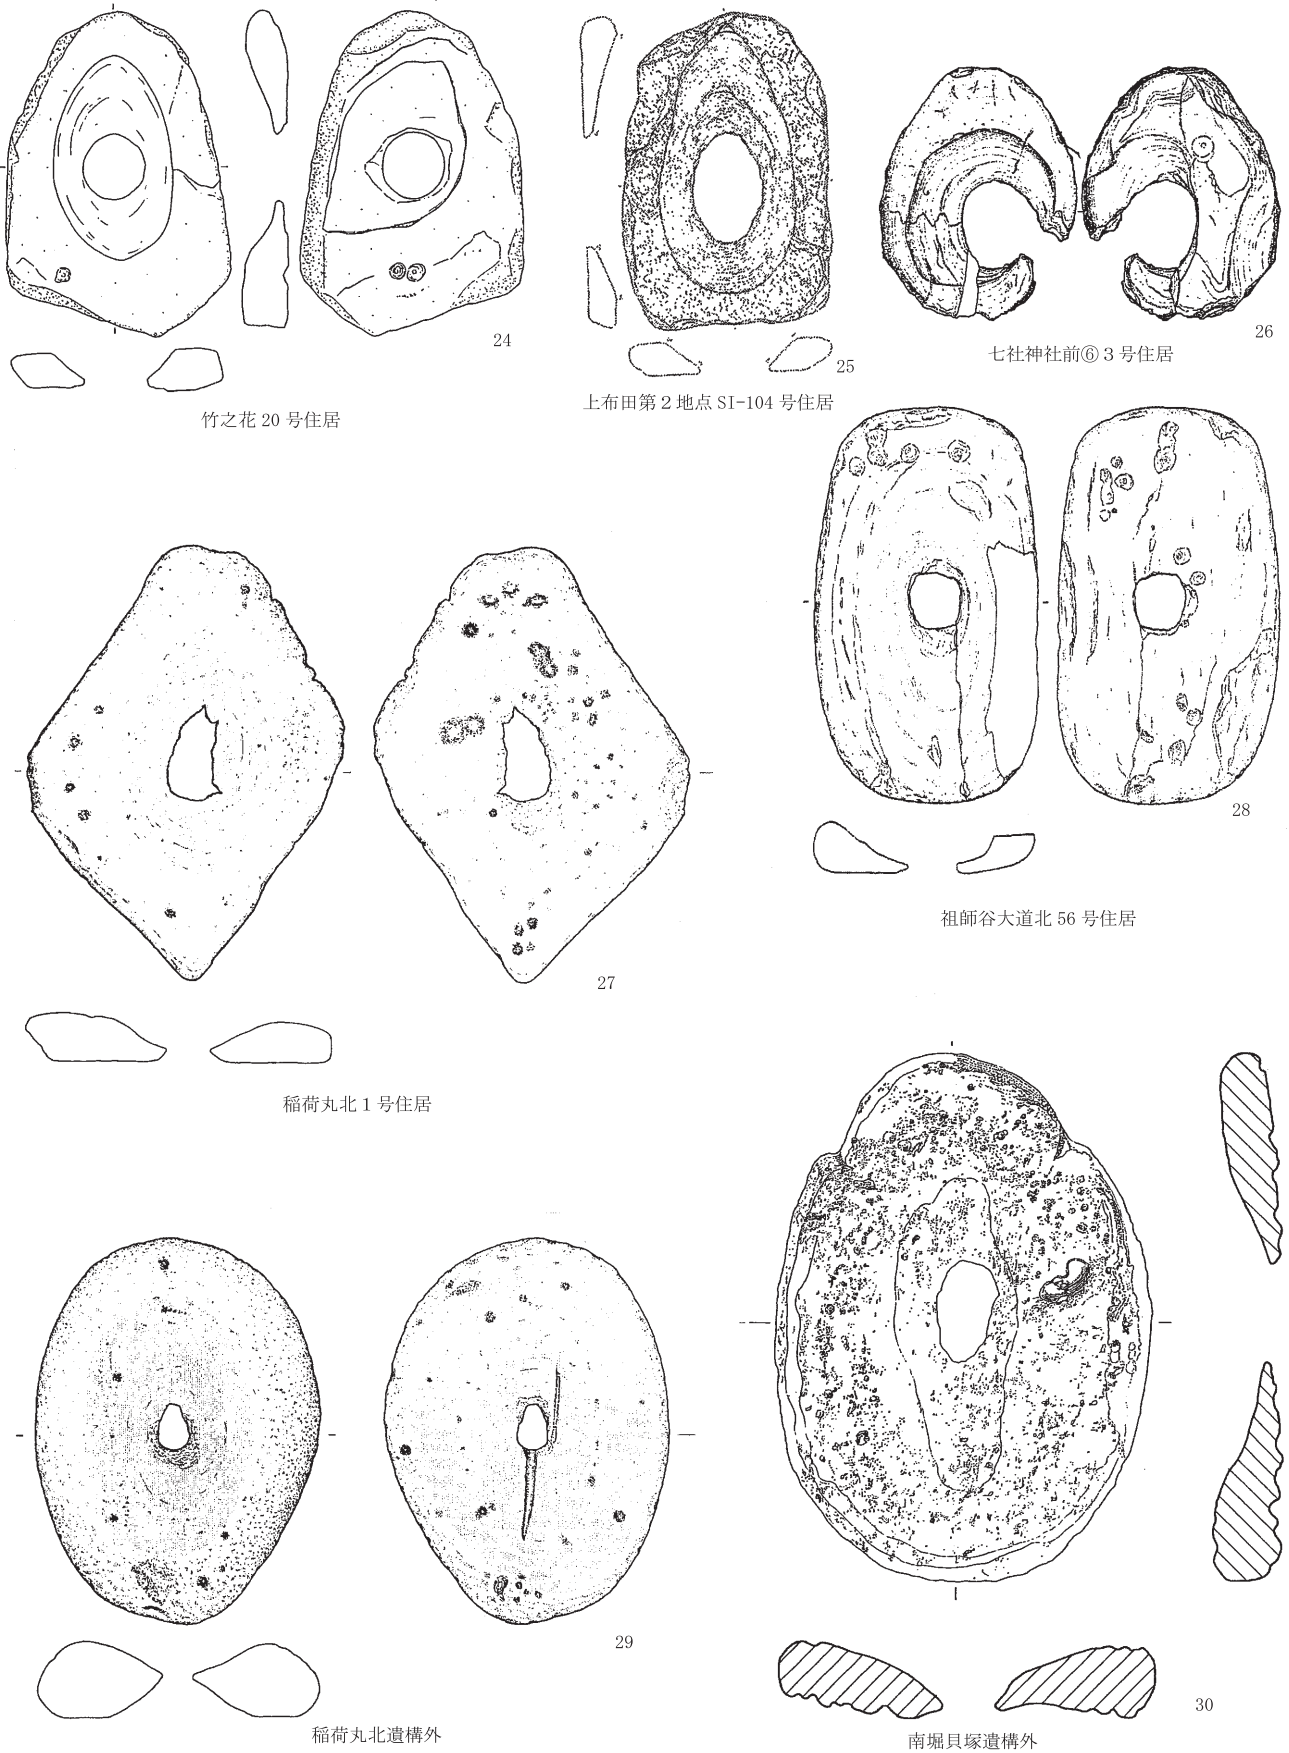 24
竹之花 20 号住居
25
上布田第２地点 SI-104 号住居
26
七社神社前⑥３号住居
27
稲荷丸北１号住居
28
祖師谷大道北 56 号住居
29
稲荷丸北遺構外
30
南堀貝塚遺構外